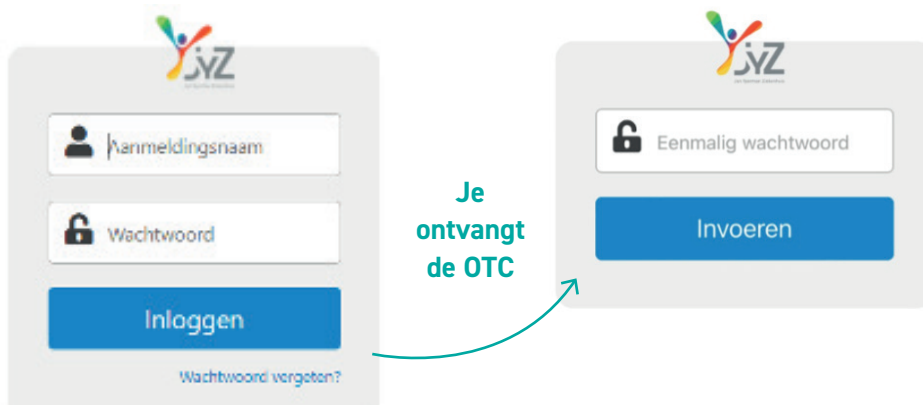 jyZ
Aanmeldingsnaam
Wachtwoord
Inloggen
Wachtwoord vergeten?
Je
ontvangt
de OTC
jyZ
Eenmalig wachtwoord
Invoeren